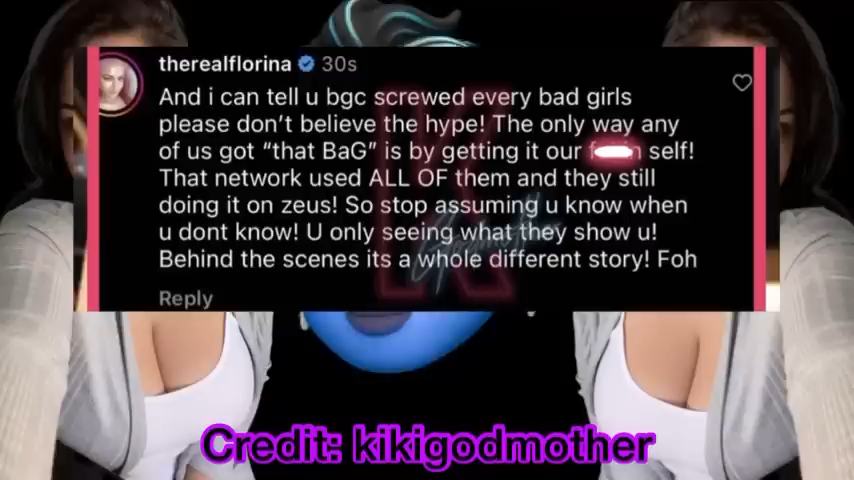 therealflorina 30s
And i can tell u bgc screwed every bad girls
please don't believe the hype! The only way any
of us got “that BaG” is by getting it our self!
That network used ALL OF them and they still
doing it on zeus! So stop assuming u know when
u dont know! U only seeing what they show u!
Behind the scenes its a whole different story! Foh
Reply
Credit: kikigodmother